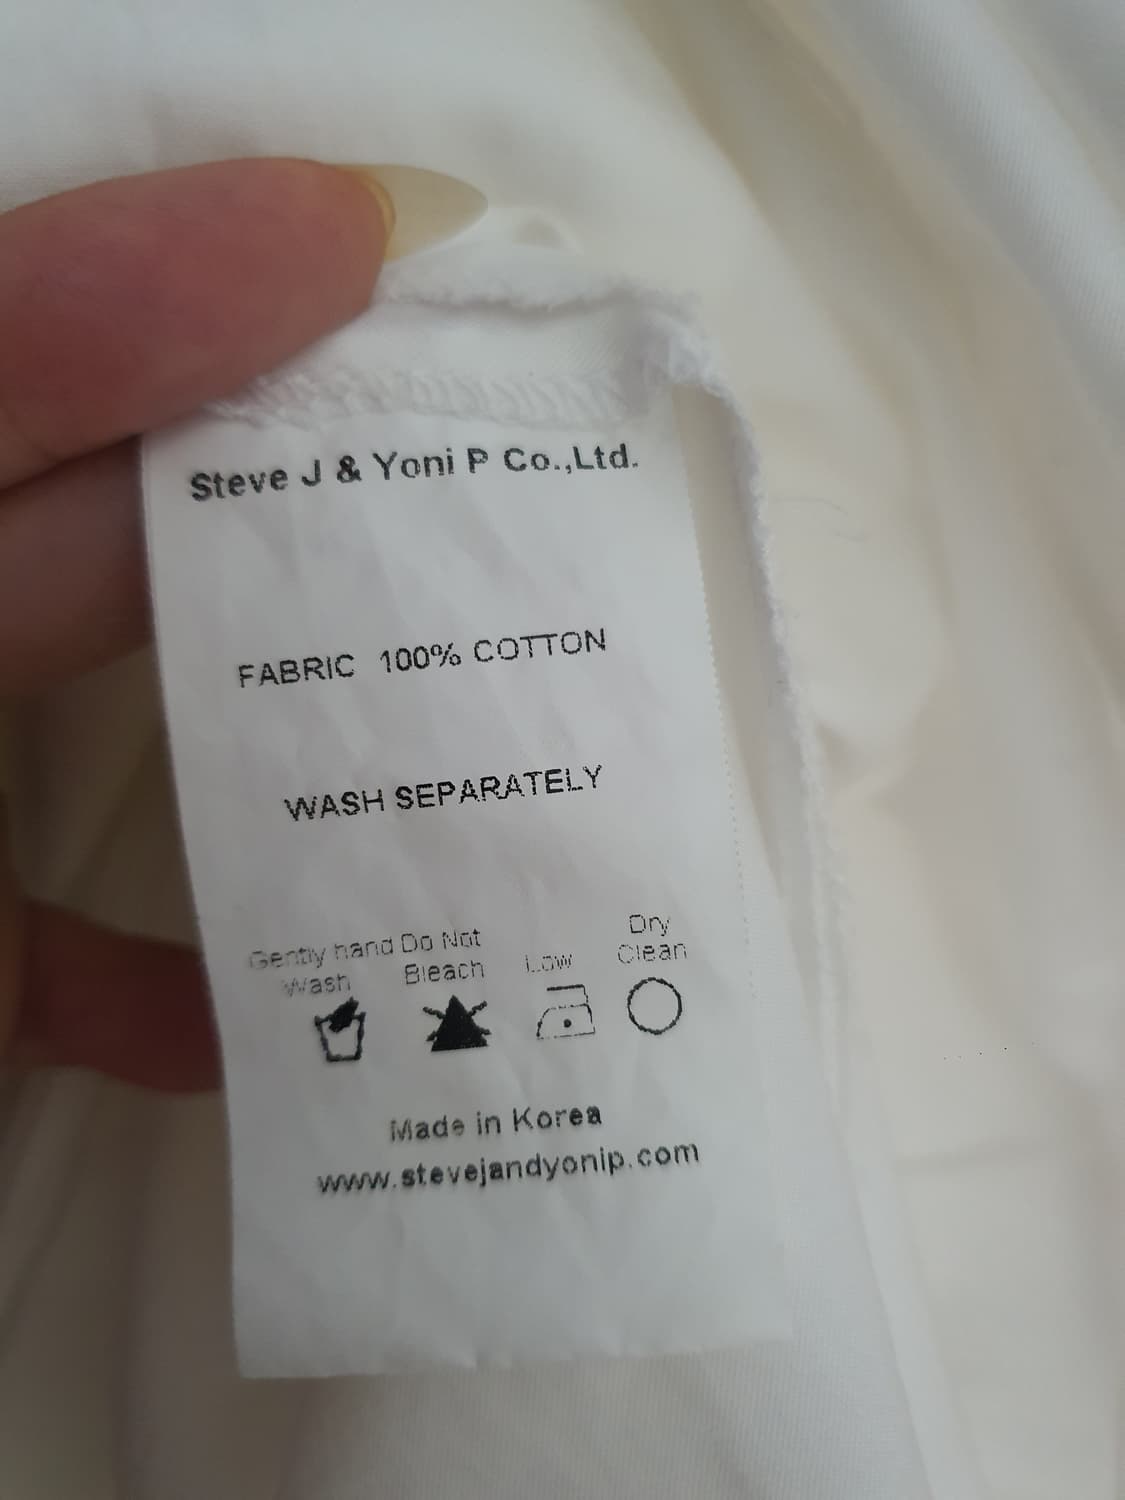 Steve J & Yoni P Co.,Ltd.
FABRIC 100% COTTON
WASH SEPARATELY
Gently hand Wash
Do Not Bleach
Low
Dry Clean
Made in Korea
www.stevejandyonip.com